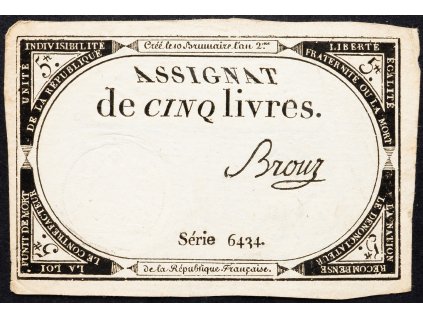 Créé le 10 Brumaire l'an 2.me
ASSIGNAT
de CINQ livres.
Brouz
Série 6434.
de la République Française.
UNITÉ INDIVISIBILITÉ
DE LA RÉPUBLIQUE
LIBERTÉ ÉGALITÉ
FRATERNITÉ OU LA MORT
LA LOI
PUNIT DE MORT
LE CONTREFACTEUR
LA NATION
RÉCOMPENSE
LE DÉNONCIATEUR